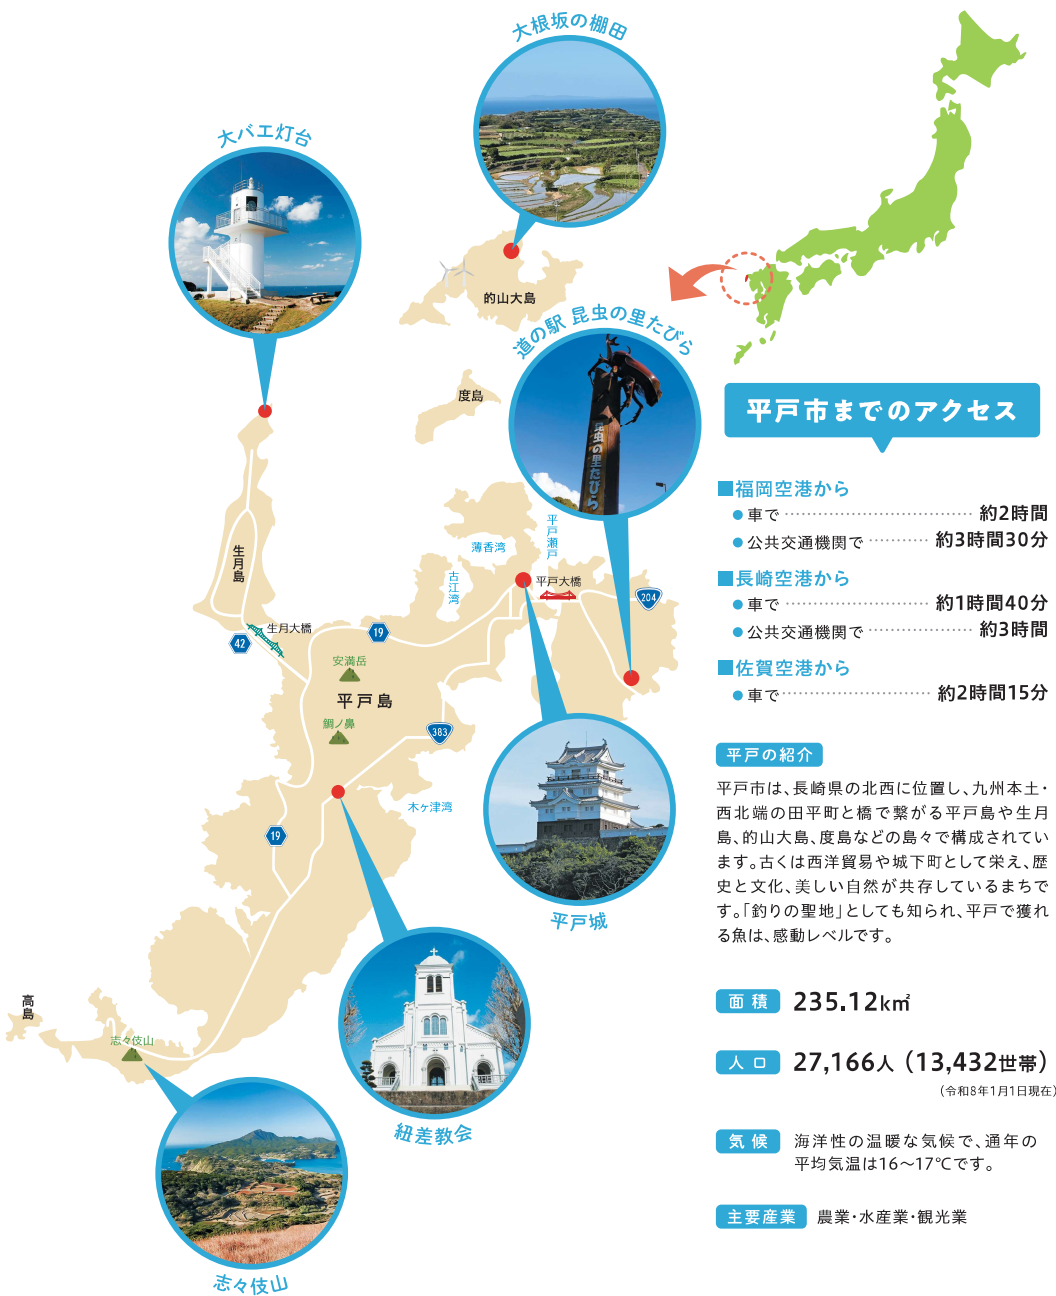 大根坂の棚田
大バエ灯台
的山大島
道の駅 昆虫の里たびら
昆虫の里たびら
度島
平戸瀬戸
薄香湾
古江湾
生月島
平戸大橋
204
生月大橋
42
19
安満岳
平戸島
鯛ノ鼻
383
木ヶ津湾
19
平戸城
高島
志々伎山
紐差教会
志々伎山
平戸市までのアクセス
■福岡空港から
●車で ································ 約2時間
●公共交通機関で ··········· 約3時間30分
■長崎空港から
●車で ························· 約1時間40分
●公共交通機関で ··················· 約3時間
■佐賀空港から
●車で ························· 約2時間15分
平戸の紹介
平戸市は、長崎県の北西に位置し、九州本土・
西北端の田平町と橋で繋がる平戸島や生月
島、的山大島、度島などの島々で構成されてい
ます。古くは西洋貿易や城下町として栄え、歴
史と文化、美しい自然が共存しているまちで
す。「釣りの聖地」としても知られ、平戸で獲れ
る魚は、感動レベルです。
面積 235.12k㎡
人口 27,166人（13,432世帯）
（令和8年1月1日現在）
気候 海洋性の温暖な気候で、通年の
平均気温は16～17℃です。
主要産業 農業・水産業・観光業